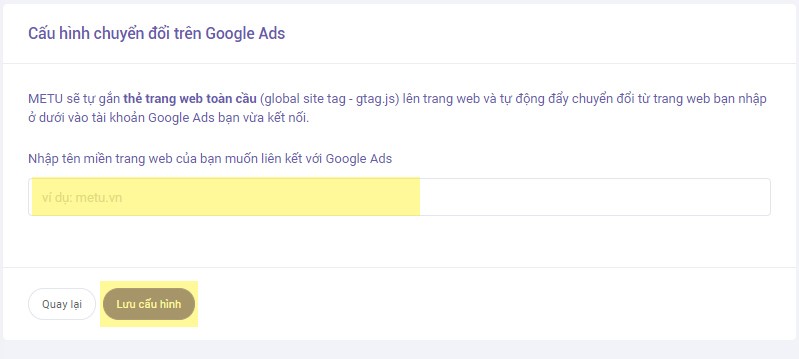 Cấu hình chuyển đổi trên Google Ads
METU sẽ tự gắn thẻ trang web toàn cầu (global site tag - gtag.js) lên trang web và tự động đẩy chuyển đổi từ trang web bạn nhập
ở dưới vào tài khoản Google Ads bạn vừa kết nối.
Nhập tên miền trang web của bạn muốn liên kết với Google Ads
ví dụ: metu.vn
Quay lại
Lưu cấu hình